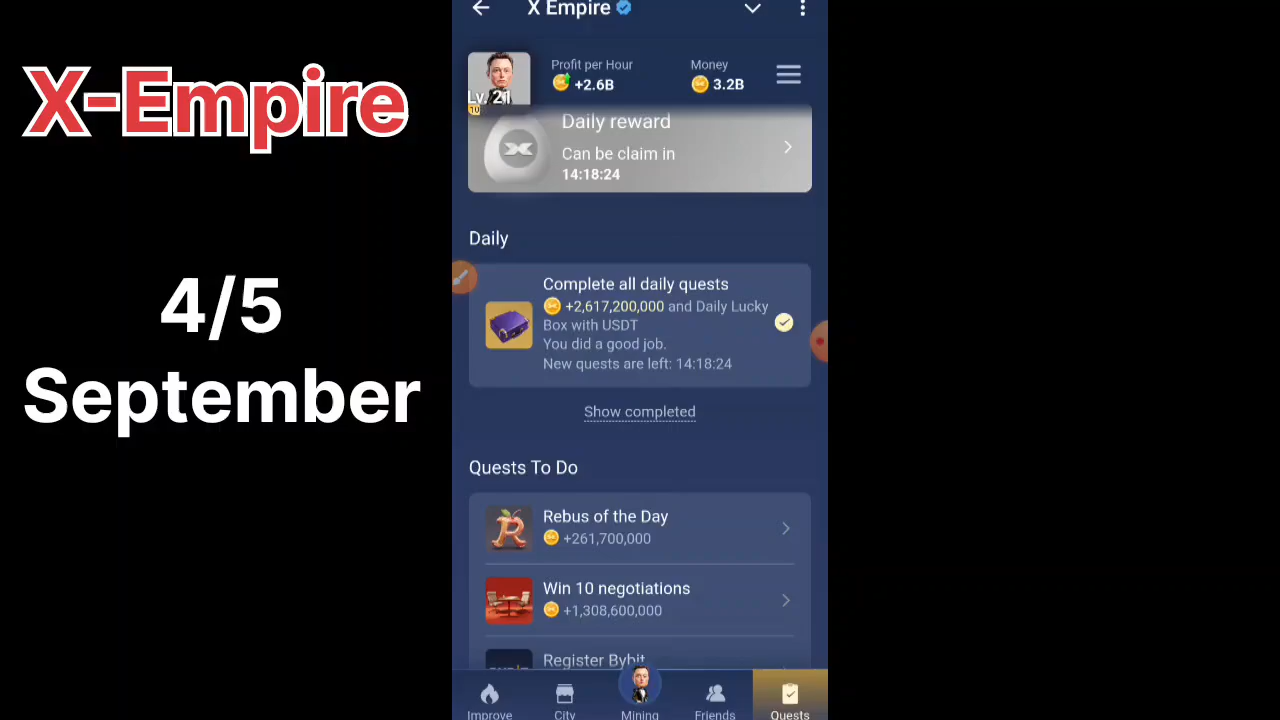 X-Empire
4/5
September
X Empire
Profit per Hour
+2.6B
Money
3.2B
Lv. 21
10
Daily reward
Can be claim in
14:18:24
Daily
Complete all daily quests
+2,617,200,000 and Daily Lucky
Box with USDT
You did a good job.
New quests are left: 14:18:24
Show completed
Quests To Do
Rebus of the Day
+261,700,000
Win 10 negotiations
+1,308,600,000
Register Bybit
Improve
City
Mining
Friends
Quests